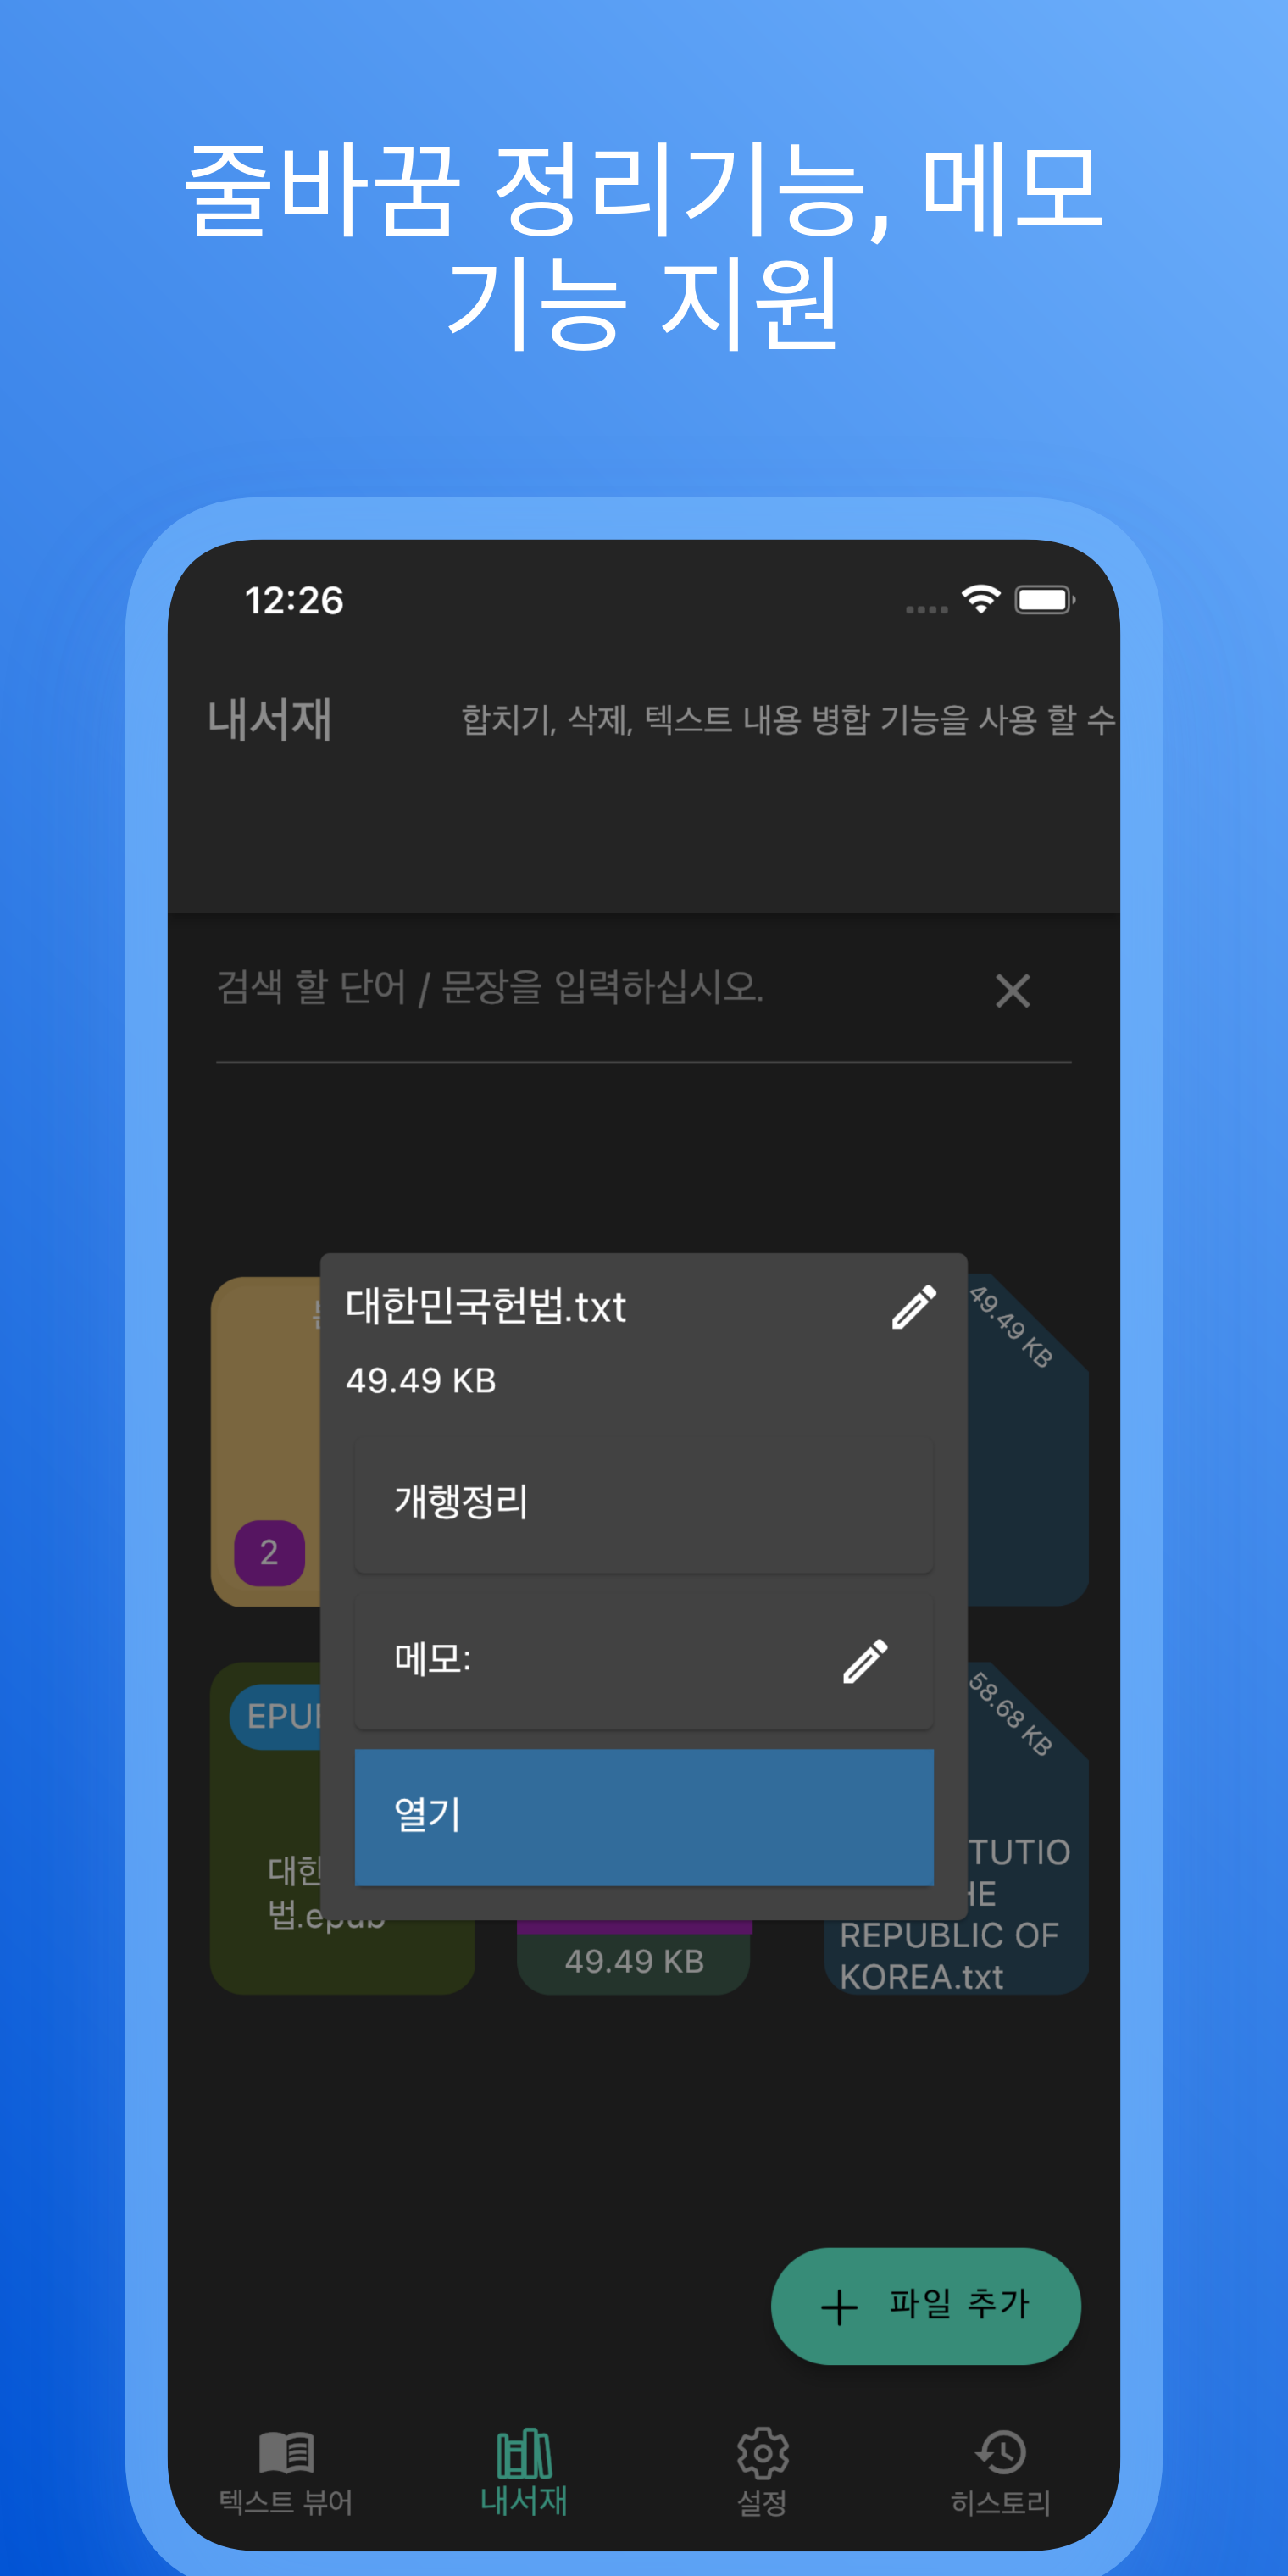 줄바꿈 정리기능, 메모
기능 지원
12:26
내서재
합치기, 삭제, 텍스트 내용 병합 기능을 사용 할 수
검색 할 단어 / 문장을 입력하십시오.
대한민국헌법.txt
49.49 KB
개행정리
메모:
열기
2
49.49 KB
58.68 KB
법.epub
49.49 KB
REPUBLIC OF
KOREA.txt
파일 추가
텍스트 뷰어
내서재
설정
히스토리